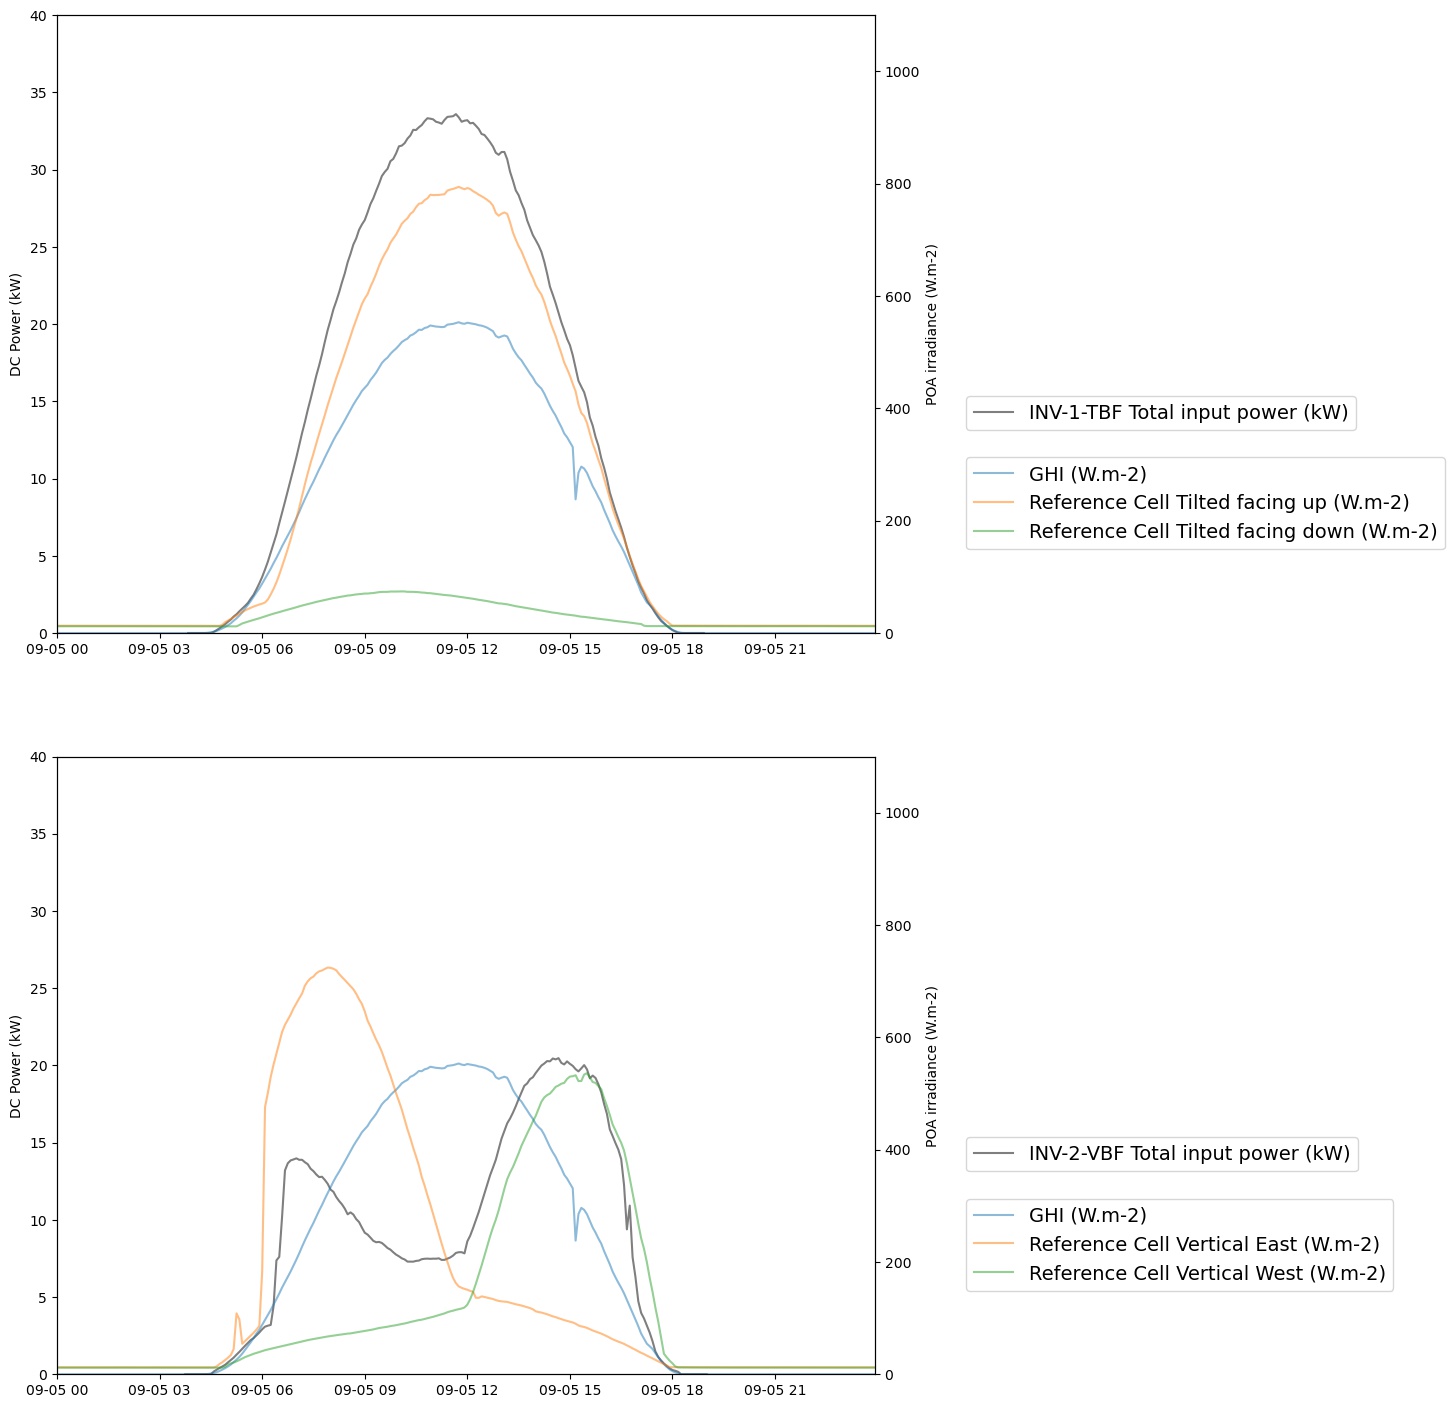 40
35
30
25
20
15
10
5
0
DC Power (kW)
1000
800
600
400
200
0
POA irradiance (W.m-2)
09-05 00 09-05 03 09-05 06 09-05 09 09-05 12 09-05 15 09-05 18 09-05 21
INV-1-TBF Total input power (kW)
GHI (W.m-2)
Reference Cell Tilted facing up (W.m-2)
Reference Cell Tilted facing down (W.m-2)
40
35
30
25
20
15
10
5
0
DC Power (kW)
1000
800
600
400
200
0
POA irradiance (W.m-2)
09-05 00 09-05 03 09-05 06 09-05 09 09-05 12 09-05 15 09-05 18 09-05 21
INV-2-VBF Total input power (kW)
GHI (W.m-2)
Reference Cell Vertical East (W.m-2)
Reference Cell Vertical West (W.m-2)